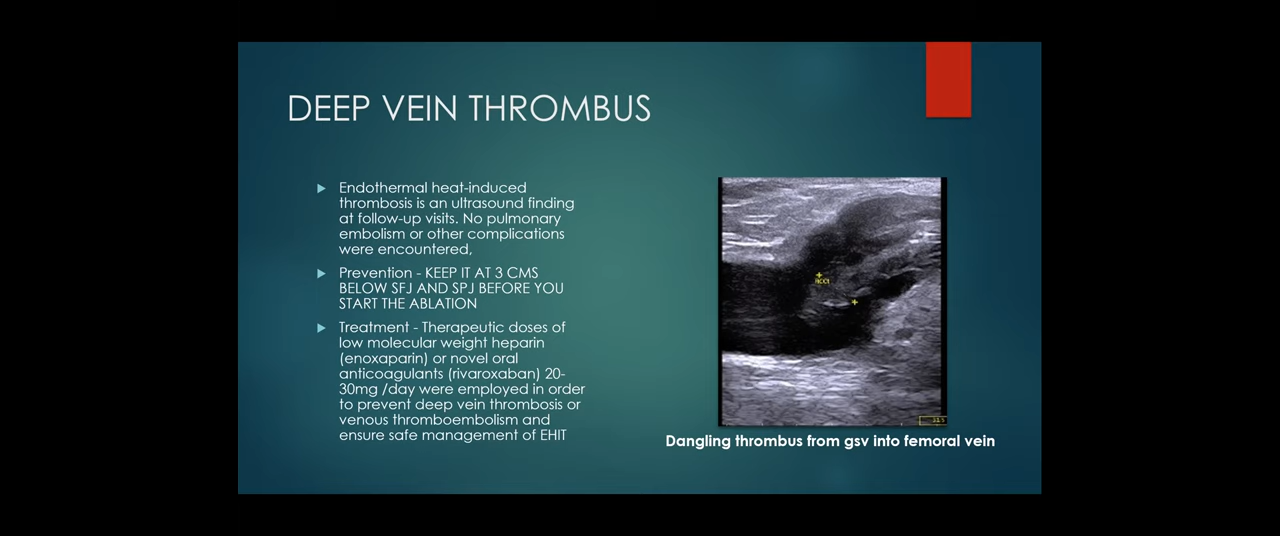 DEEP VEIN THROMBUS
Endothermal heat-induced
thrombosis is an ultrasound finding
at follow-up visits. No pulmonary
embolism or other complications
were encountered,
Prevention - KEEP IT AT 3 CMS
BELOW SFJ AND SPJ BEFORE YOU
START THE ABLATION
Treatment - Therapeutic doses of
low molecular weight heparin
(enoxaparin) or novel oral
anticoagulants (rivaroxaban) 20-
30mg /day were employed in order
to prevent deep vein thrombosis or
venous thromboembolism and
ensure safe management of EHIT
Dangling thrombus from gsv into femoral vein